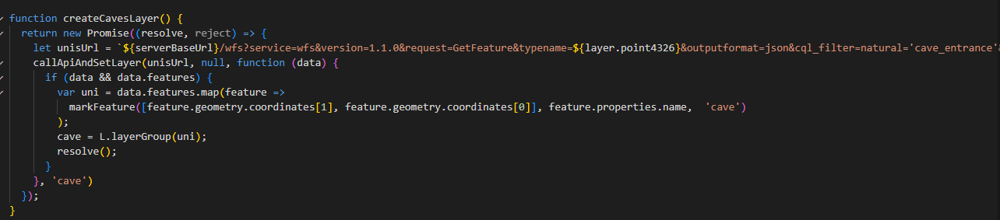 function createCavesLayer() {
return new Promise((resolve, reject) => {
let unisUrl = `${serverBaseUrl}/wfs?service=wfs&version=1.1.0&request=GetFeature&typename=${layer.point4326}&outputformat=json&cql_filter=natural='cave_entrance'&
callApiAndSetLayer(unisUrl, null, function (data) {
if (data && data.features) {
var uni = data.features.map(feature =>
markFeature([feature.geometry.coordinates[1], feature.geometry.coordinates[0]], feature.properties.name,  'cave')
);
cave = L.layerGroup(uni);
resolve();
}
}, 'cave')
});
}